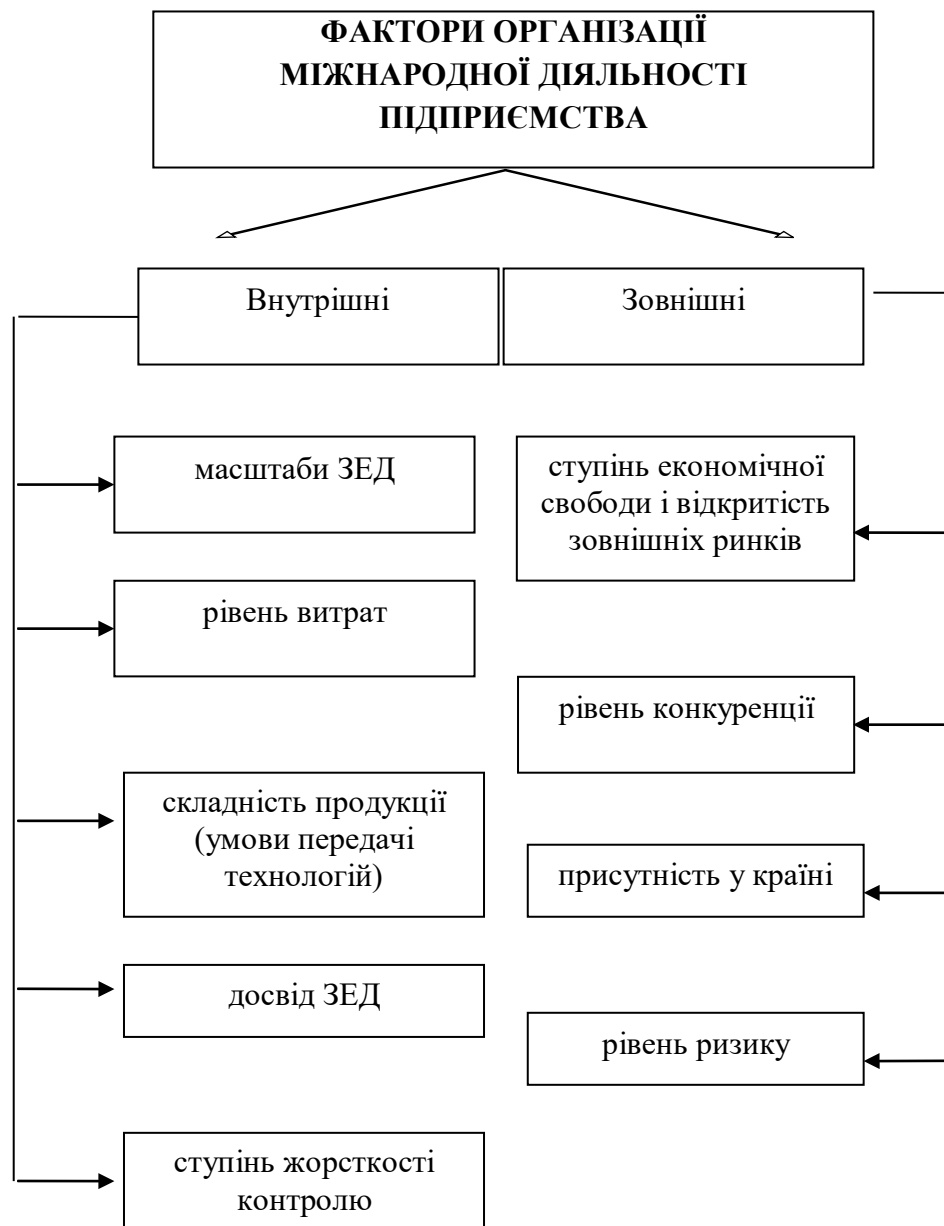 ФАКТОРИ ОРГАНІЗАЦІЇ
МІЖНАРОДНОЇ ДІЯЛЬНОСТІ
ПІДПРИЄМСТВА
Внутрішні
Зовнішні
масштаби ЗЕД
рівень витрат
складність продукції
(умови передачі
технологій)
досвід ЗЕД
ступінь жорсткості
контролю
ступінь економічної
свободи і відкритість
зовнішніх ринків
рівень конкуренції
присутність у країні
рівень ризику